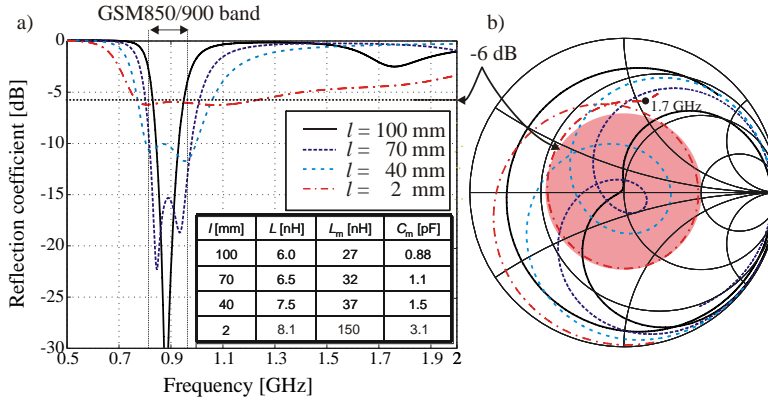 GSM850/900 band
a)
b)
-6 dB
1.7 GHz
Reflection coefficient [dB]
0
-5
-10
-15
-20
-25
-30
0.5 0.7 0.9 1.1 1.3 1.5 1.7 1.9 2
Frequency [GHz]
l = 100 mm
l = 70 mm
l = 40 mm
l = 2 mm
l [mm] L [nH] Lm [nH] Cm [pF]
100 6.0 27 0.88
70 6.5 32 1.1
40 7.5 37 1.5
2 8.1 150 3.1